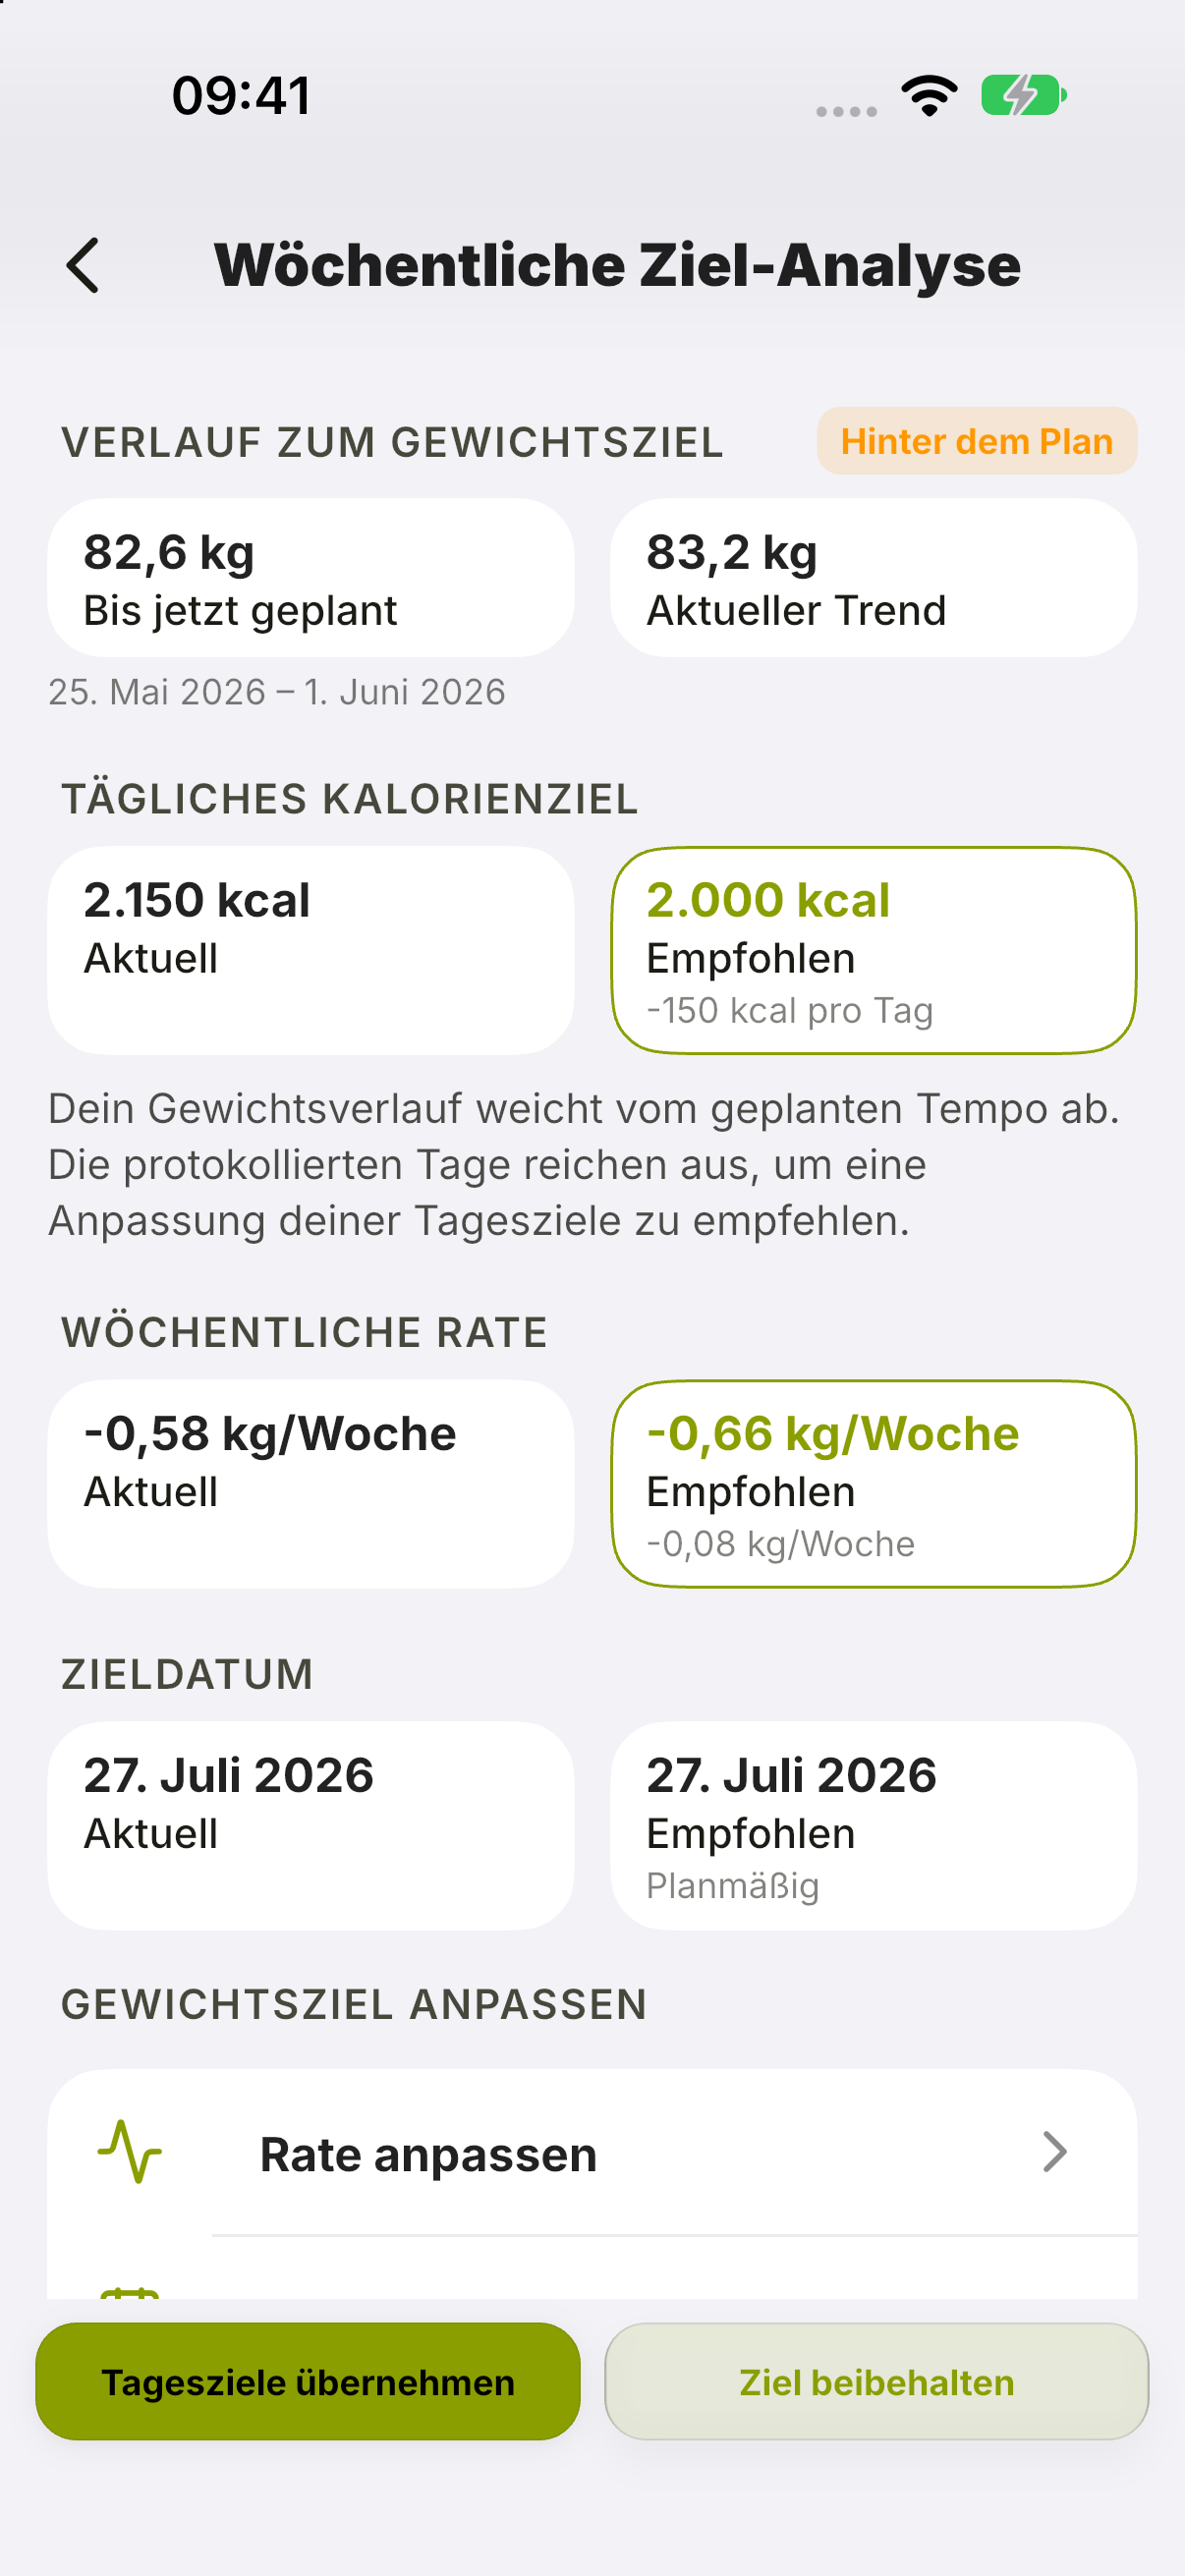 09:41
Wöchentliche Ziel-Analyse
VERLAUF ZUM GEWICHTSZIEL
Hinter dem Plan
82,6 kg
Bis jetzt geplant
83,2 kg
Aktueller Trend
25. Mai 2026 – 1. Juni 2026
TÄGLICHES KALORIENZIEL
2.150 kcal
Aktuell
2.000 kcal
Empfohlen
-150 kcal pro Tag
Dein Gewichtsverlauf weicht vom geplanten Tempo ab.
Die protokollierten Tage reichen aus, um eine
Anpassung deiner Tagesziele zu empfehlen.
WÖCHENTLICHE RATE
-0,58 kg/Woche
Aktuell
-0,66 kg/Woche
Empfohlen
-0,08 kg/Woche
ZIELDATUM
27. Juli 2026
Aktuell
27. Juli 2026
Empfohlen
Planmäßig
GEWICHTSZIEL ANPASSEN
Rate anpassen
Tagesziele übernehmen
Ziel beibehalten